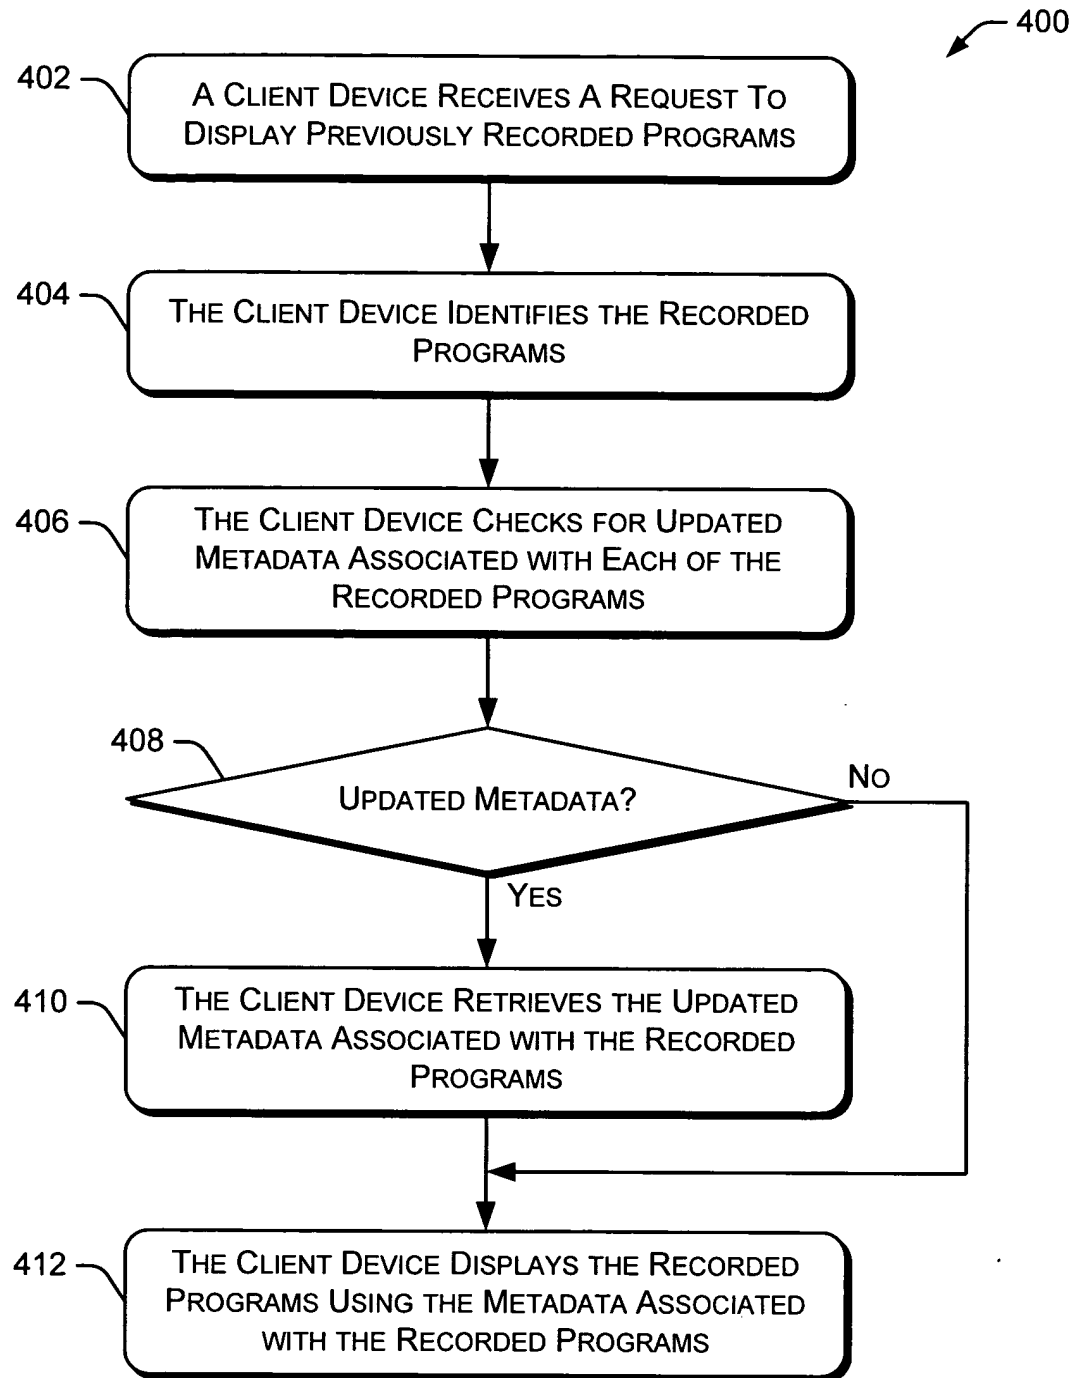 400
402
A CLIENT DEVICE RECEIVES A REQUEST TO
DISPLAY PREVIOUSLY RECORDED PROGRAMS
404
THE CLIENT DEVICE IDENTIFIES THE RECORDED
PROGRAMS
406
THE CLIENT DEVICE CHECKS FOR UPDATED
METADATA ASSOCIATED WITH EACH OF THE
RECORDED PROGRAMS
408
UPDATED METADATA?
NO
YES
410
THE CLIENT DEVICE RETRIEVES THE UPDATED
METADATA ASSOCIATED WITH THE RECORDED
PROGRAMS
412
THE CLIENT DEVICE DISPLAYS THE RECORDED
PROGRAMS USING THE METADATA ASSOCIATED
WITH THE RECORDED PROGRAMS